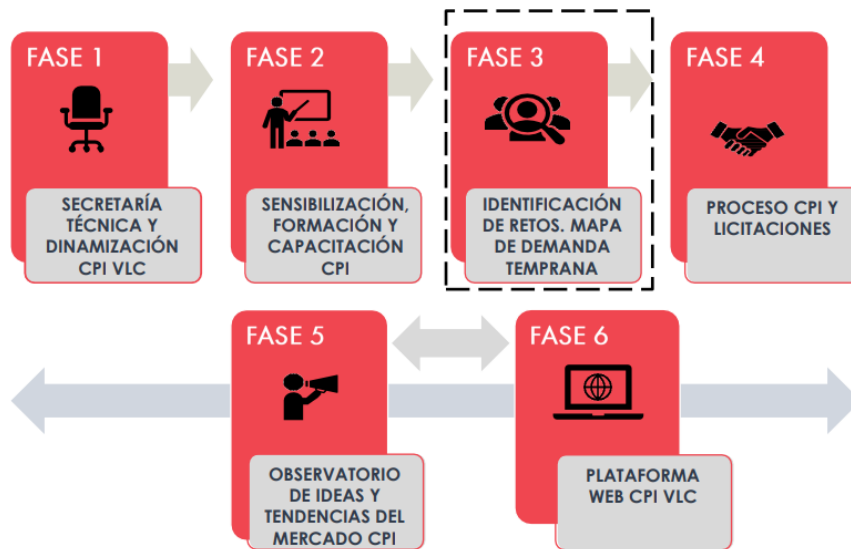 FASE 1
SECRETARÍA
TÉCNICA Y
DINAMIZACIÓN
CPI VLC
FASE 2
SENSIBILIZACIÓN,
FORMACIÓN Y
CAPACITACIÓN
CPI
FASE 3
IDENTIFICACIÓN
DE RETOS. MAPA
DE DEMANDA
TEMPRANA
FASE 4
PROCESO CPI Y
LICITACIONES
FASE 5
OBSERVATORIO
DE IDEAS Y
TENDENCIAS DEL
MERCADO CPI
FASE 6
PLATAFORMA
WEB CPI VLC